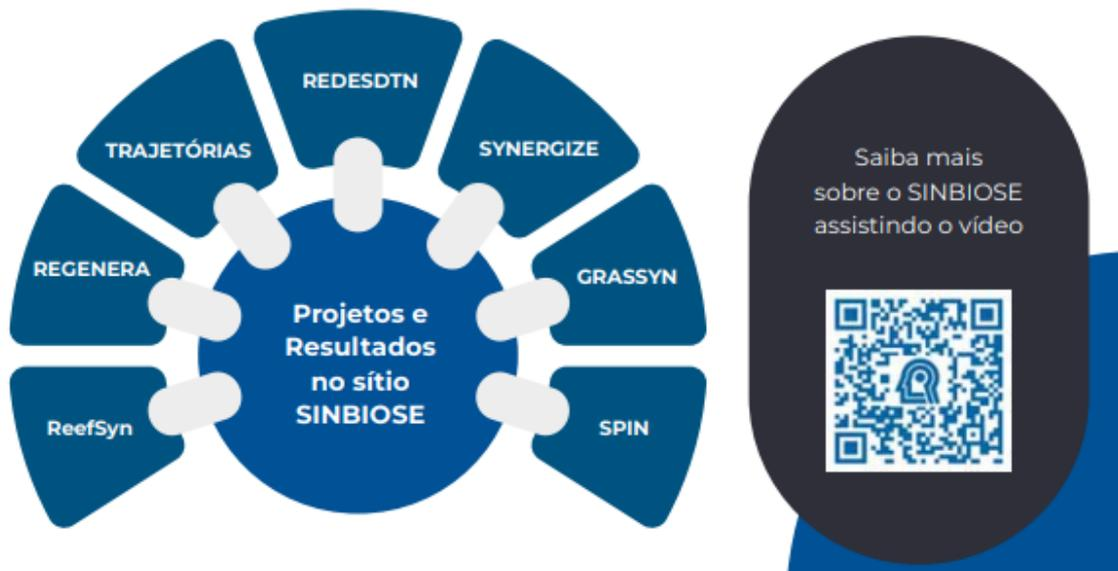 REDESDTN
TRAJETÓRIAS
SYNERGIZE
REGENERA
GRASSYN
ReefSyn
SPIN
Projetos e
Resultados
no sítio
SINBIOSE
Saiba mais
sobre o SINBIOSE
assistindo o vídeo